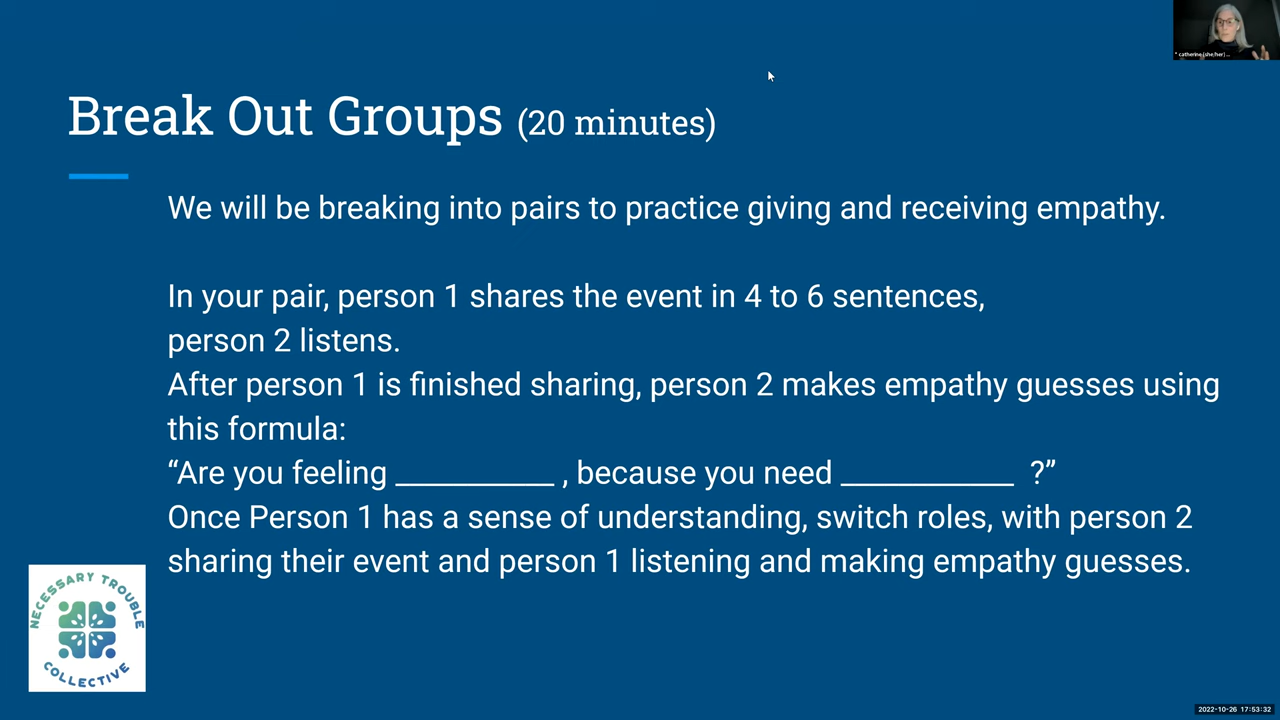 * catherine (she/her) ...
Break Out Groups (20 minutes)
We will be breaking into pairs to practice giving and receiving empathy.
In your pair, person 1 shares the event in 4 to 6 sentences,
person 2 listens.
After person 1 is finished sharing, person 2 makes empathy guesses using
this formula:
“Are you feeling __________ , because you need ___________ ?”
Once Person 1 has a sense of understanding, switch roles, with person 2
sharing their event and person 1 listening and making empathy guesses.
NECESSARY TROUBLE
COLLECTIVE
2022-10-26 17:53:32